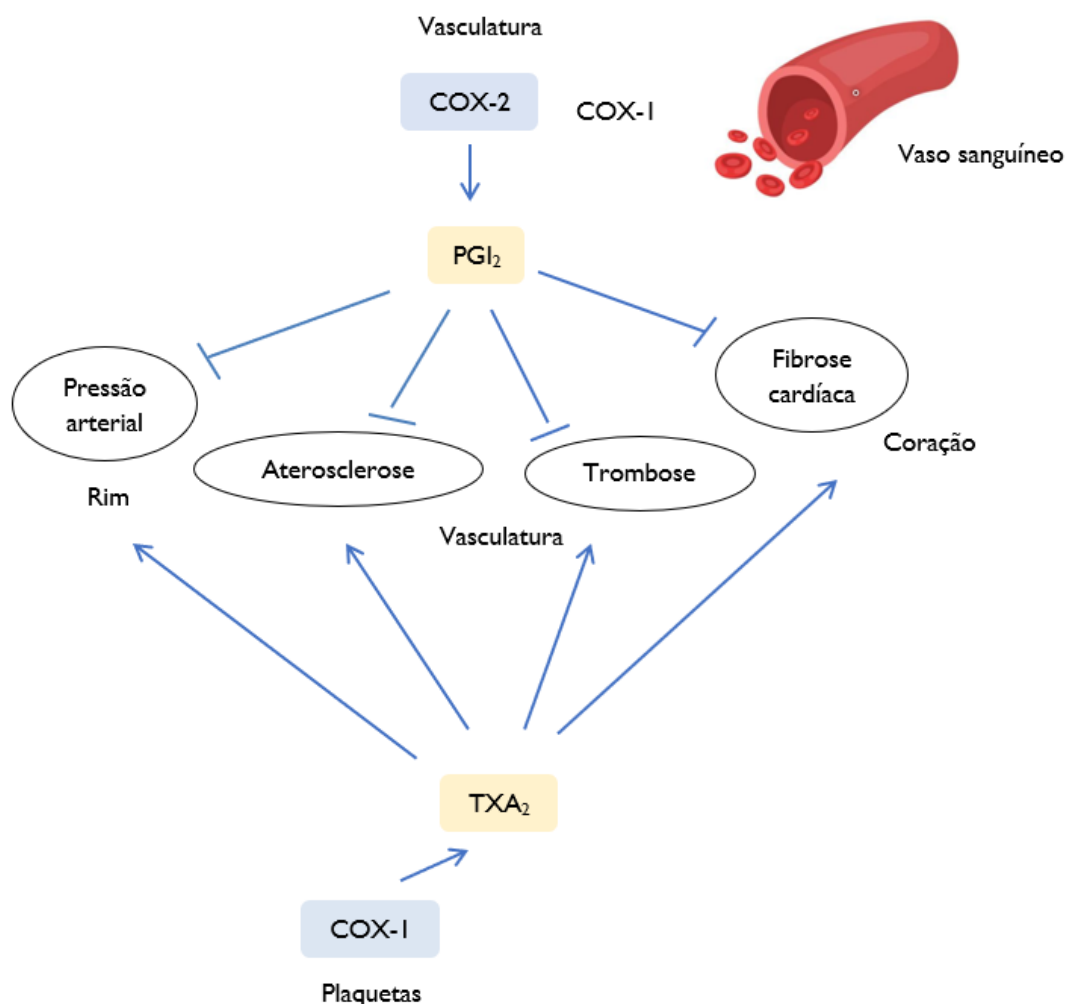 Vasculatura
COX-2
COX-1
Vaso sanguíneo
PGI₂
Pressão
arterial
Fibrose
cardíaca
Aterosclerose
Trombose
Coração
Rim
Vasculatura
TXA₂
COX-1
Plaquetas